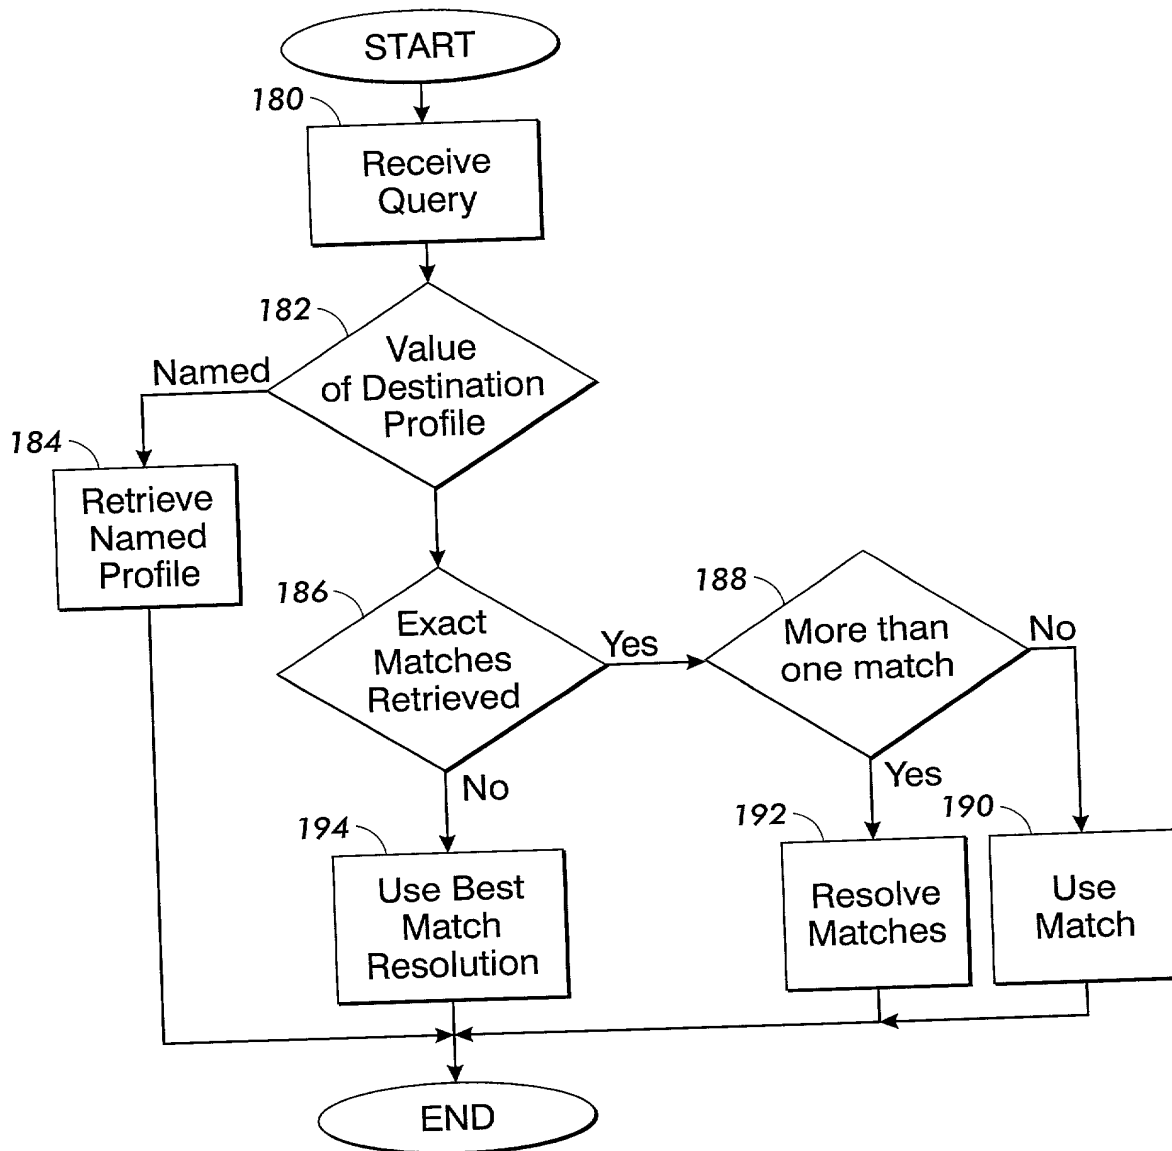 START
180
Receive
Query
182
Value
of Destination
Profile
Named
184
Retrieve
Named
Profile
186
Exact
Matches
Retrieved
Yes
188
More than
one match
No
No
Yes
194
Use Best
Match
Resolution
192
Resolve
Matches
190
Use
Match
END